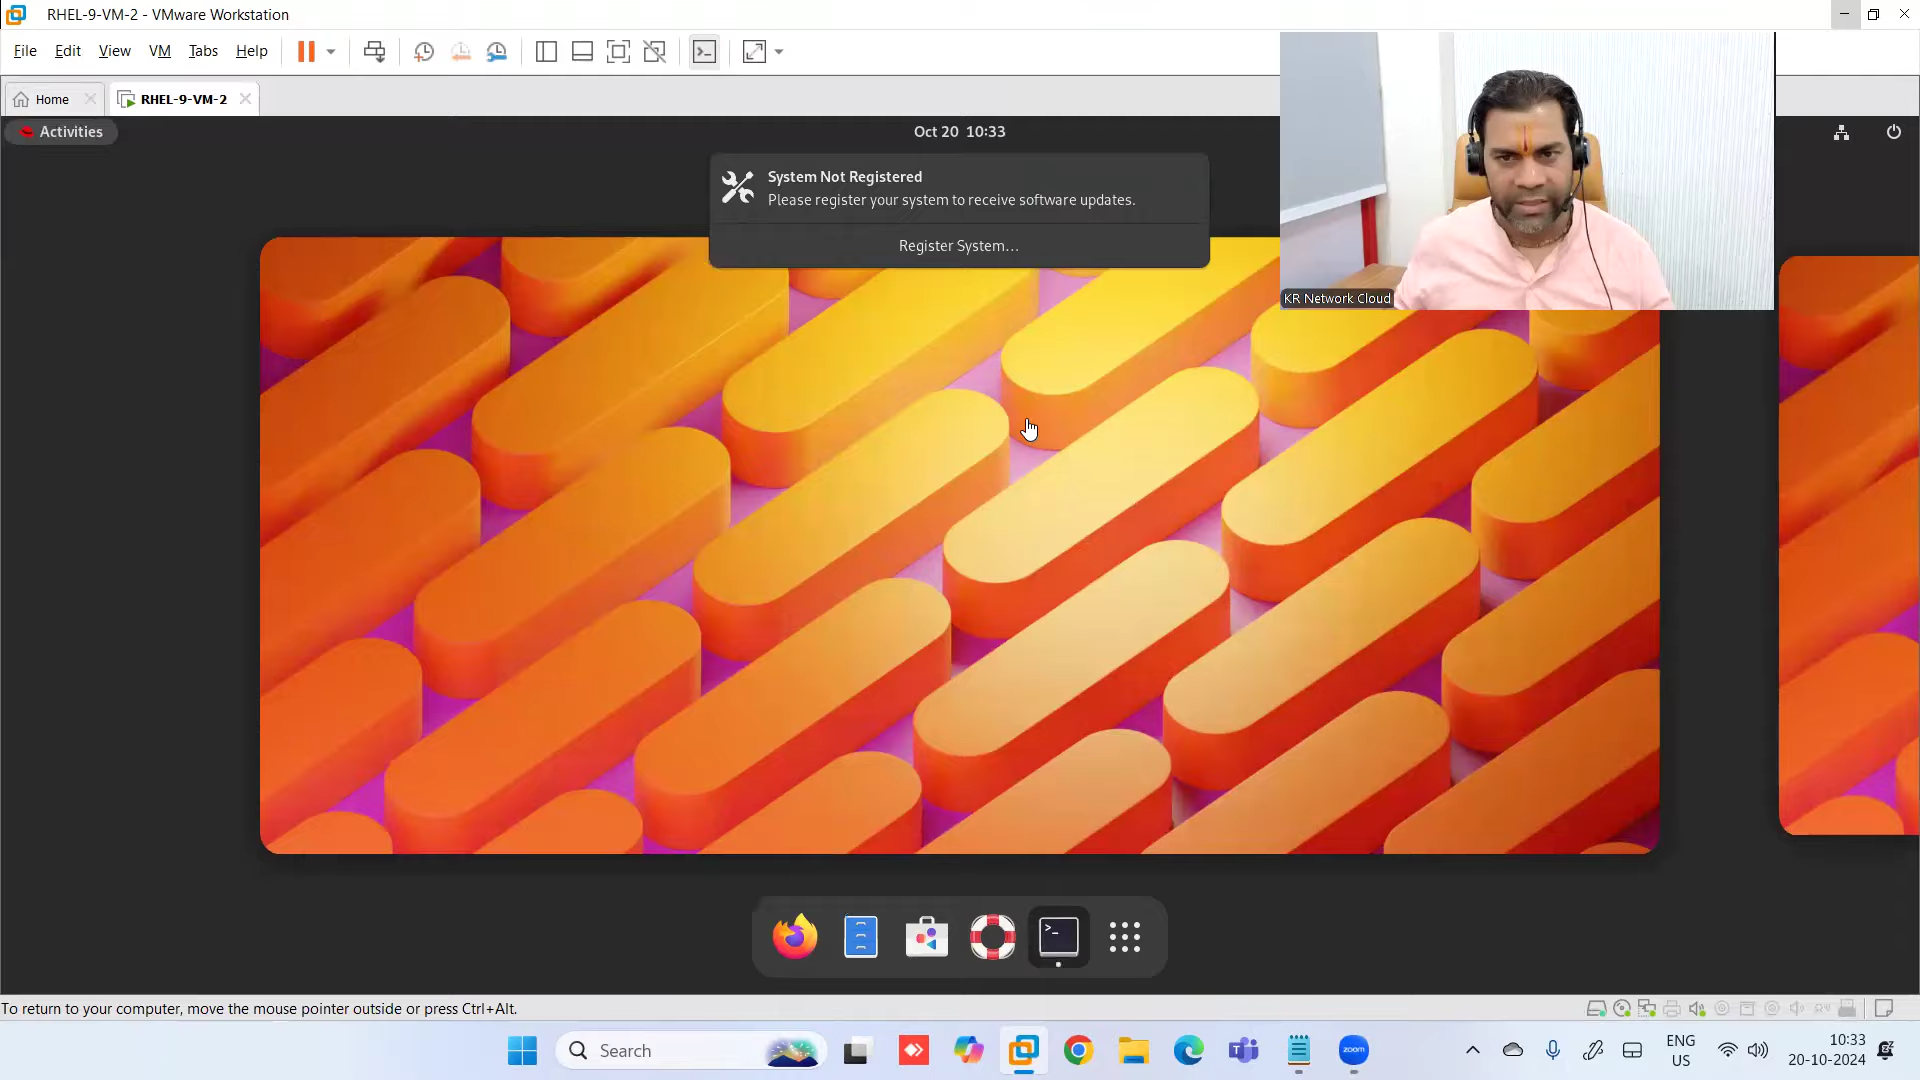 RHEL-9-VM-2 - VMware Workstation
File Edit View VM Tabs Help
Home
RHEL-9-VM-2
Activities
Oct 20 10:33
System Not Registered
Please register your system to receive software updates.
Register System...
KR Network Cloud
>_
To return to your computer, move the mouse pointer outside or press Ctrl+Alt.
Search
zoom
ENG
US
10:33
20-10-2024